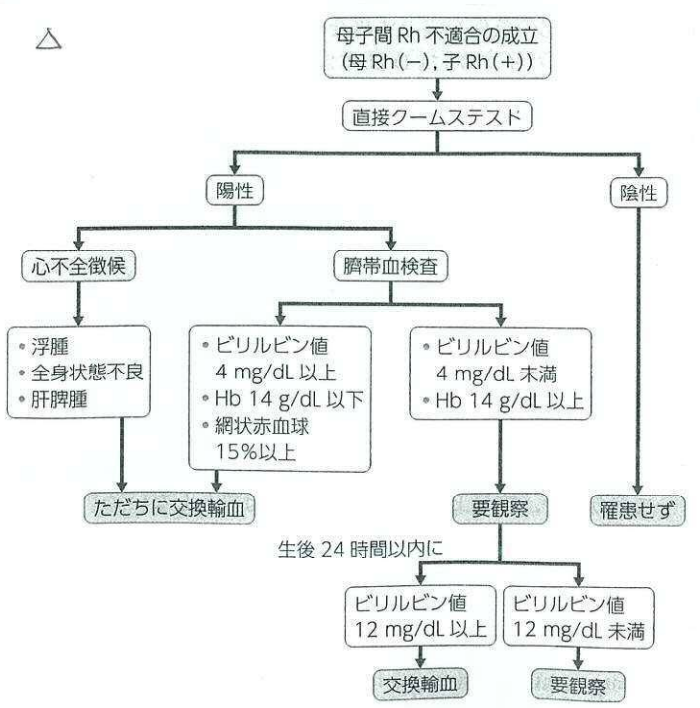 母子間 Rh 不適合の成立
(母 Rh(−), 子 Rh(+))
直接クームステスド
陽性
陰性
心不全徴候
臍帯血検査
• 浮腫
• 全身状態不良
• 肝脾腫
• ビリルビン値
4 mg/dL 以上
• Hb 14 g/dL 以下
• 網状赤血球
15%以上
• ビリルビン値
4 mg/dL 未満
• Hb 14 g/dL 以上
ただちに交換輸血
要観察
罹患せず
生後 24 時間以内に
ビリルビン値
12 mg/dL 以上
ビリルビン値
12 mg/dL 未満
交換輸血
要観察